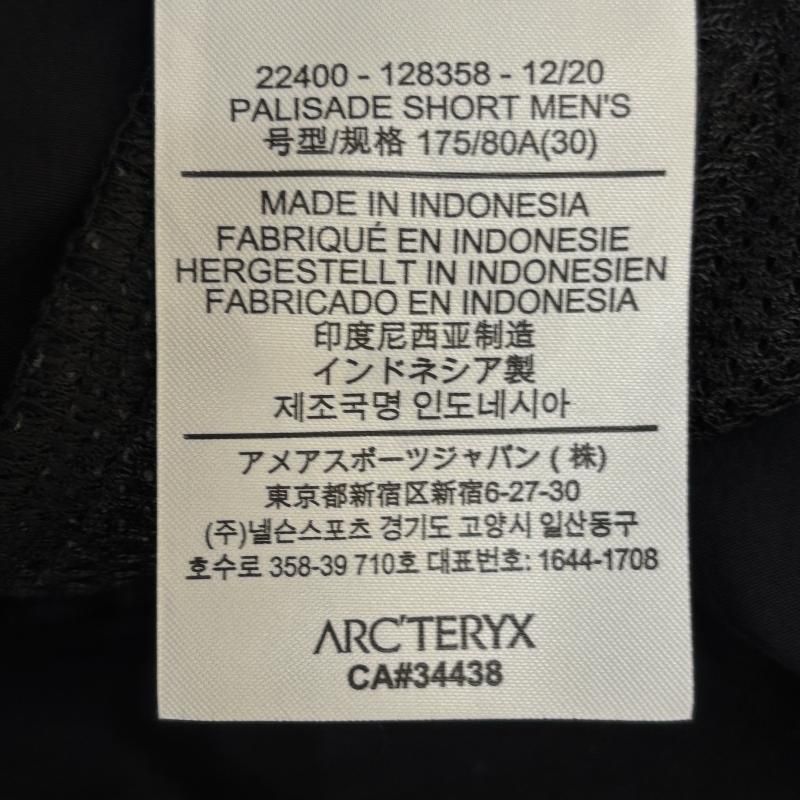 22400 - 128358 - 12/20
PALISADE SHORT MEN'S
号型/规格 175/80A(30)
MADE IN INDONESIA
FABRIQUÉ EN INDONESIE
HERGESTELLT IN INDONESIEN
FABRICADO EN INDONESIA
印度尼西亚制造
インドネシア製
제조국명 인도네시아
アメアスポーツジャパン ( 株)
東京都新宿区新宿6-27-30
(주)넬슨스포츠 경기도 고양시 일산동구
호수로 358-39 710호 대표번호: 1644-1708
ARC'TERYX
CA#34438